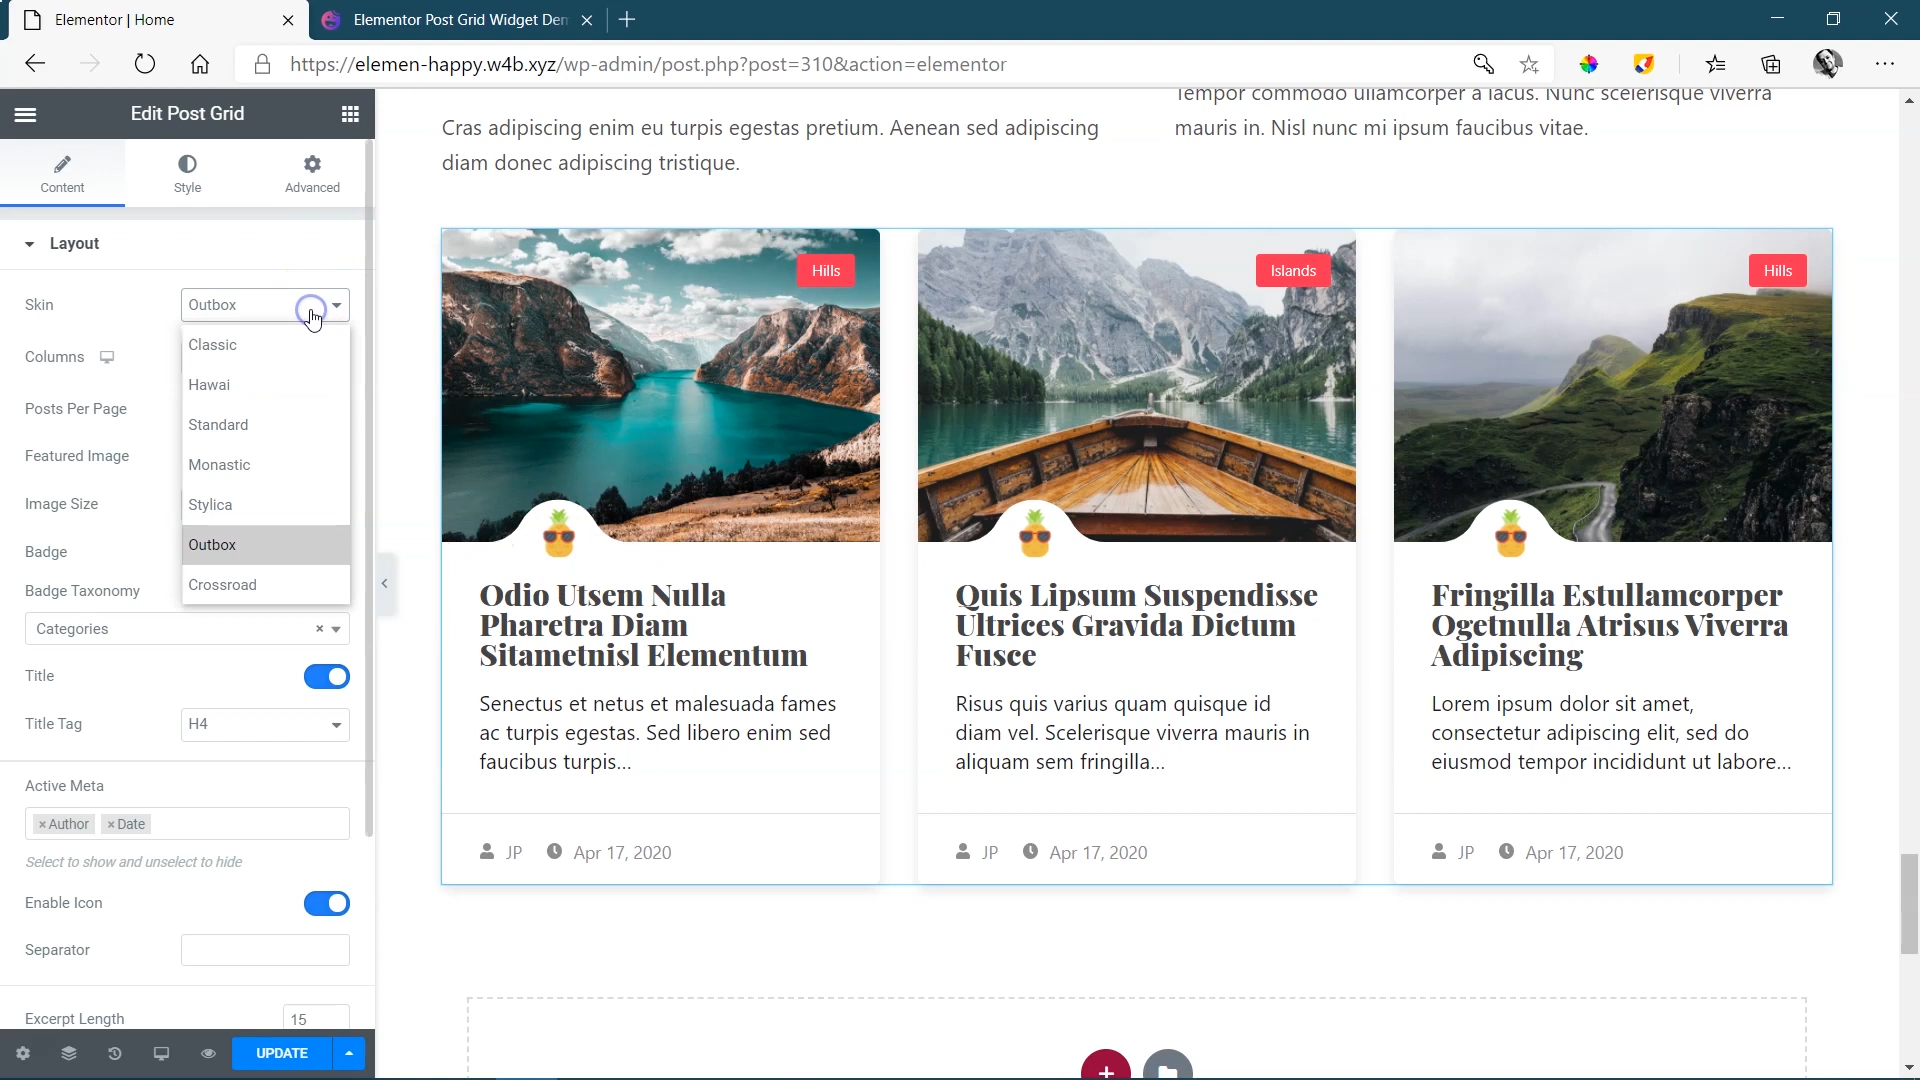 Elementor | Home
Elementor Post Grid Widget Dem
https://elemen-happy.w4b.xyz/wp-admin/post.php?post=310&action=elementor
Edit Post Grid
Content
Style
Advanced
Layout
Skin
Outbox
Classic
Hawai
Standard
Monastic
Stylica
Outbox
Crossroad
Columns
Posts Per Page
Featured Image
Image Size
Badge
Badge Taxonomy
× Categories
Title
Title Tag
H4
Active Meta
× Author × Date
Select to show and unselect to hide
Enable Icon
Separator
Excerpt Length
15
UPDATE
Cras adipiscing enim eu turpis egestas pretium. Aenean sed adipiscing
diam donec adipiscing tristique.
Tempor commodo ullamcorper a lacus. Nunc scelerisque viverra
mauris in. Nisl nunc mi ipsum faucibus vitae.
Hills
Odio Utsem Nulla
Pharetra Diam
Sitametnisl Elementum
Senectus et netus et malesuada fames
ac turpis egestas. Sed libero enim sed
faucibus turpis...
JP Apr 17, 2020
Islands
Quis Lipsum Suspendisse
Ultrices Gravida Dictum
Fusce
Risus quis varius quam quisque id
diam vel. Scelerisque viverra mauris in
aliquam sem fringilla...
JP Apr 17, 2020
Hills
Fringilla Estullamcorper
Ogetnulla Atrisus Viverra
Adipiscing
Lorem ipsum dolor sit amet,
consectetur adipiscing elit, sed do
eiusmod tempor incididunt ut labore...
JP Apr 17, 2020